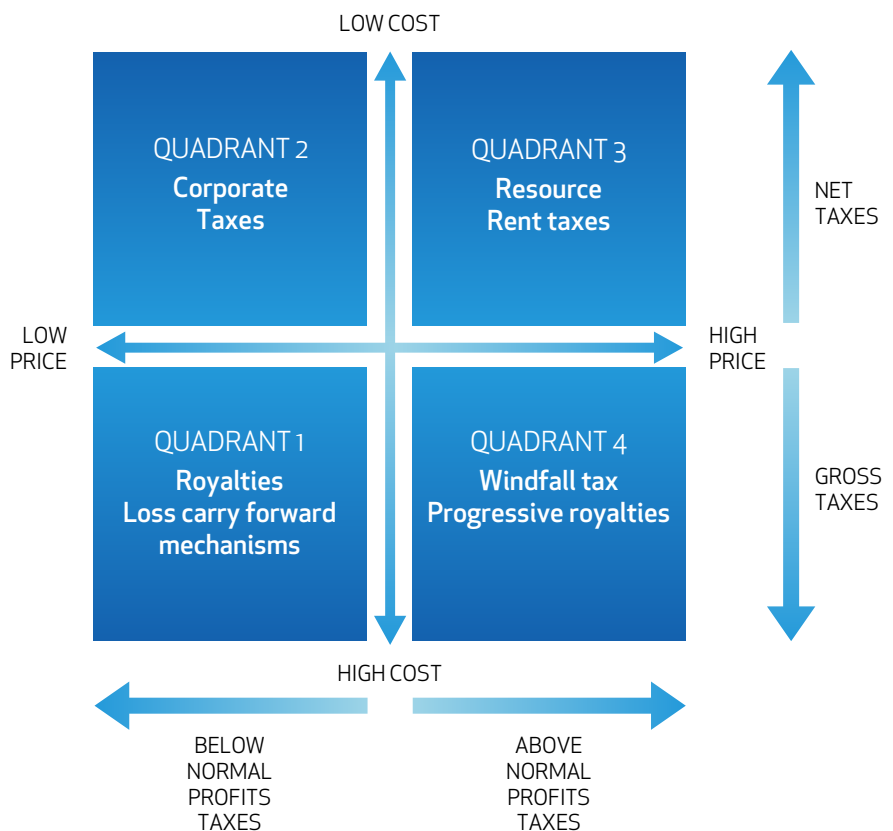 LOW COST
QUADRANT 2
Corporate
Taxes
QUADRANT 3
Resource
Rent taxes
NET
TAXES
LOW
PRICE
HIGH
PRICE
QUADRANT 1
Royalties
Loss carry forward
mechanisms
QUADRANT 4
Windfall tax
Progressive royalties
GROSS
TAXES
HIGH COST
BELOW
NORMAL
PROFITS
TAXES
ABOVE
NORMAL
PROFITS
TAXES